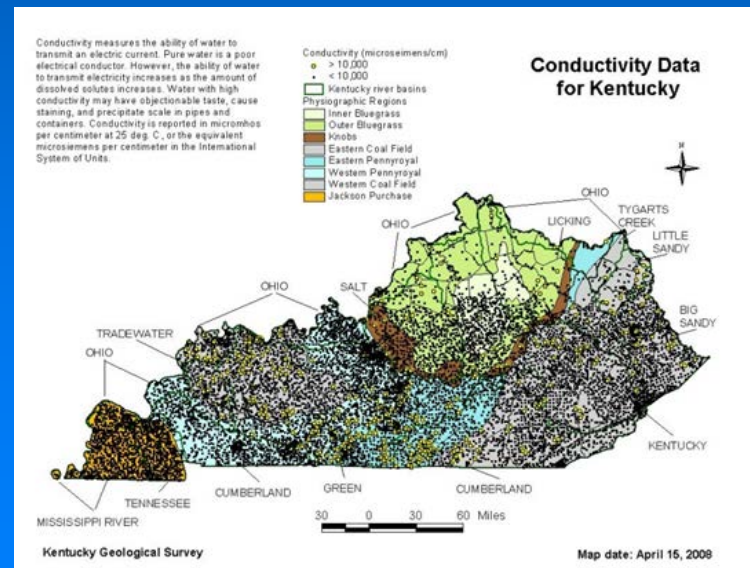 Conductivity measures the ability of water to
transmit an electric current. Pure water is a poor
electrical conductor. However, the ability of water
to transmit electricity increases as the amount of
dissolved solutes increases. Water with high
conductivity may have objectionable taste, cause
staining, and precipitate scale in pipes and
containers. Conductivity is reported in micromhos
per centimeter at 25 deg. C., or the equivalent
microsiemens per centimeter in the International
System of Units.
Conductivity (microseimens/cm)
> 10,000
< 10,000
Kentucky river basins
Physiographic Regions
Inner Bluegrass
Outer Bluegrass
Knobs
Eastern Coal Field
Eastern Pennyroyal
Western Pennyroyal
Western Coal Field
Jackson Purchase
Conductivity Data
for Kentucky
N
OHIO
OHIO
LICKING
TYGARTS
CREEK
LITTLE
SANDY
SALT
OHIO
BIG
SANDY
TRADEWATER
OHIO
KENTUCKY
TENNESSEE
CUMBERLAND
GREEN
CUMBERLAND
MISSISSIPPI RIVER
30 0 30 60 Miles
Kentucky Geological Survey
Map date: April 15, 2008